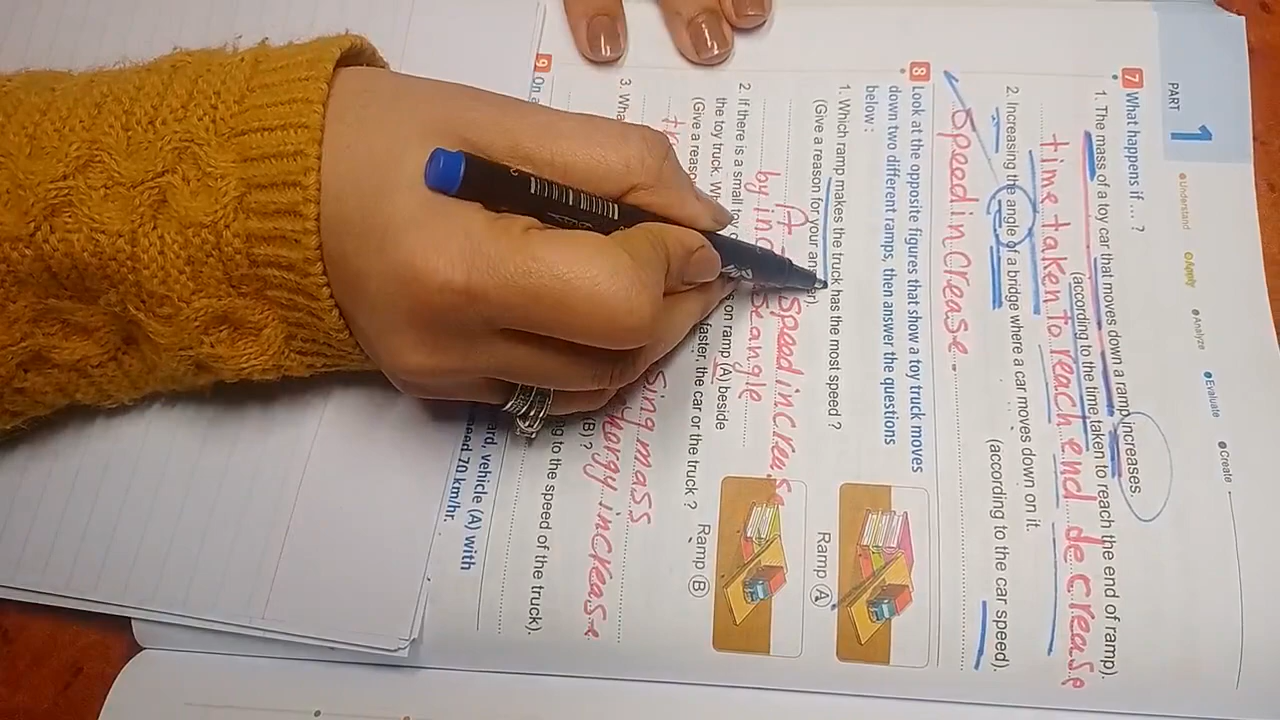 PART 1
Understand Apply Analyze Evaluate Create
7 What happens if ... ?
1. The mass of a toy car that moves down a ramp increases
(according to the time taken to reach the end of ramp).
time taken to reach end decrease
2. Increasing the angle of a bridge where a car moves down on it.
(according to the car speed).
speed increase
8 Look at the opposite figures that show a toy truck moves
down two different ramps, then answer the questions
below :
1. Which ramp makes the truck has the most speed ?
(Give a reason for your answer).
A speed increase
by inc angle
Ramp A
2. If there is a small toy on ramp (A) beside
the toy truck. faster, the car or the truck ?
(Give a reason
sing mass
Ramp B
3. (B) ?
energy increase
ng to the speed of the truck).
9 On a ard, vehicle (A) with
70 km/hr.